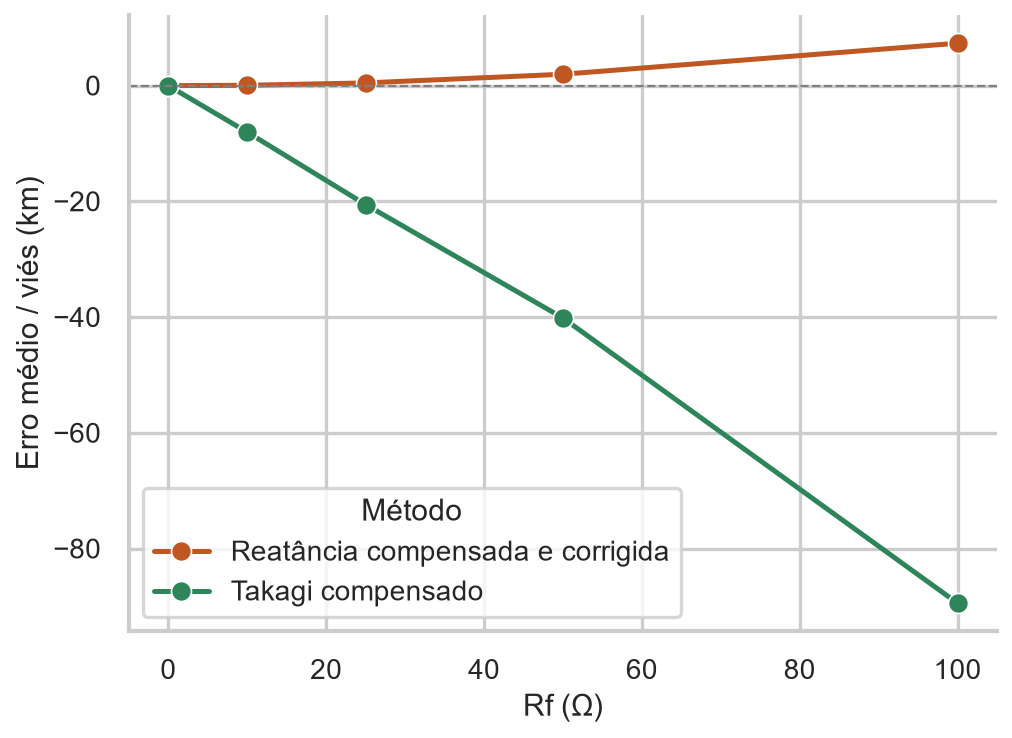 Erro médio / viés (km)
0
−20
−40
−60
−80
Método
Reatância compensada e corrigida
Takagi compensado
0 20 40 60 80 100
Rf (Ω)